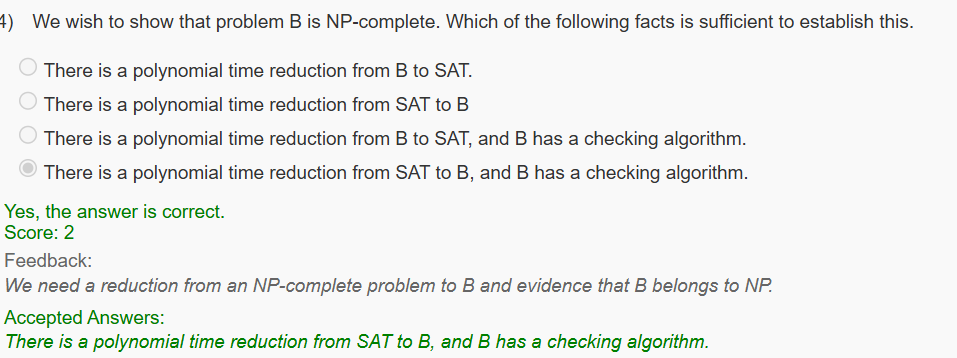 4) We wish to show that problem B is NP-complete. Which of the following facts is sufficient to establish this.
There is a polynomial time reduction from B to SAT.
There is a polynomial time reduction from SAT to B
There is a polynomial time reduction from B to SAT, and B has a checking algorithm.
There is a polynomial time reduction from SAT to B, and B has a checking algorithm.
Yes, the answer is correct.
Score: 2
Feedback:
We need a reduction from an NP-complete problem to B and evidence that B belongs to NP.
Accepted Answers:
There is a polynomial time reduction from SAT to B, and B has a checking algorithm.